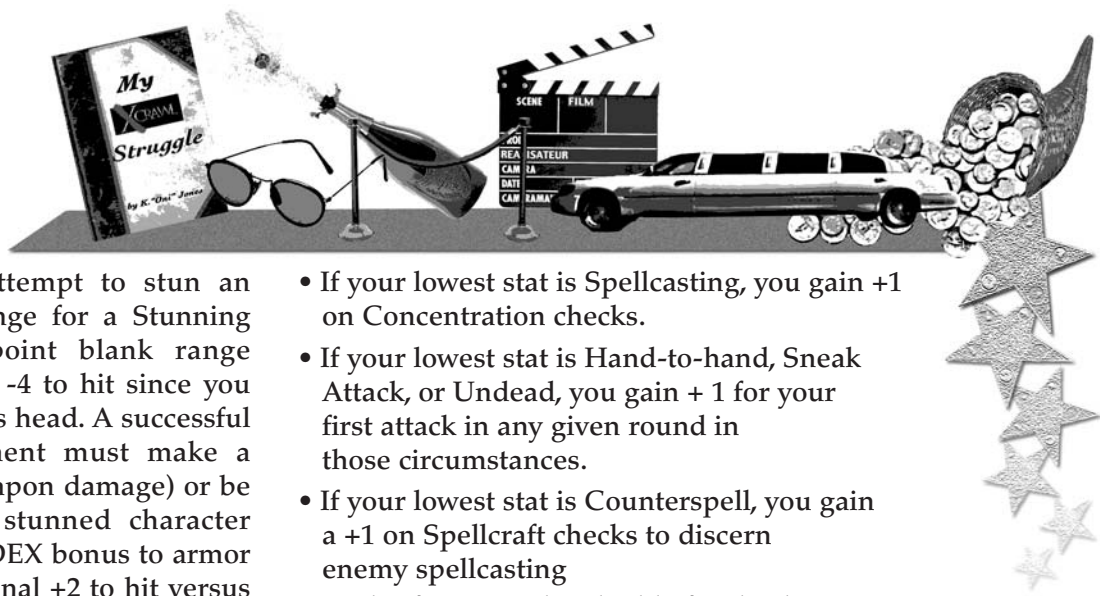 My
XCRAWL
Struggle
by K. "Oni" Jones
SCENE FILM
REALISATEUR
CAMERA
DATE
CAMERAMAN
ttempt to stun an
nge for a Stunning
point blank range
-4 to hit since you
s head. A successful
nent must make a
apon damage) or be
stunned character
DEX bonus to armor
nal +2 to hit versus
• If your lowest stat is Spellcasting, you gain +1
on Concentration checks.
• If your lowest stat is Hand-to-hand, Sneak
Attack, or Undead, you gain + 1 for your
first attack in any given round in
those circumstances.
• If your lowest stat is Counterspell, you gain
a +1 on Spellcraft checks to discern
enemy spellcasting